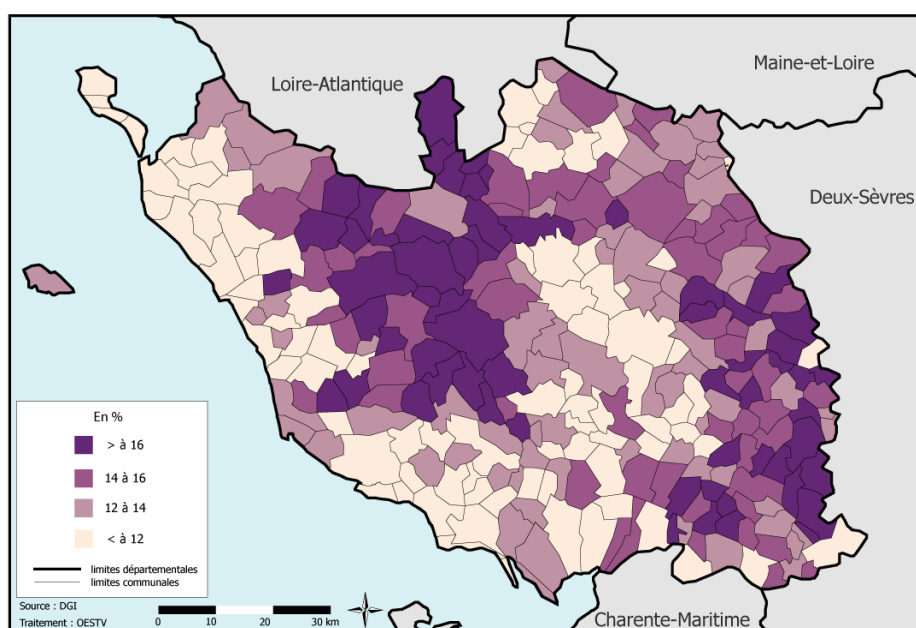 Loire-Atlantique
Maine-et-Loire
Deux-Sèvres
En %
> à 16
14 à 16
12 à 14
< à 12
limites départementales
limites communales
Source : DGI
Traitement : OESTV
0 10 20 30 km
Charente-Maritime